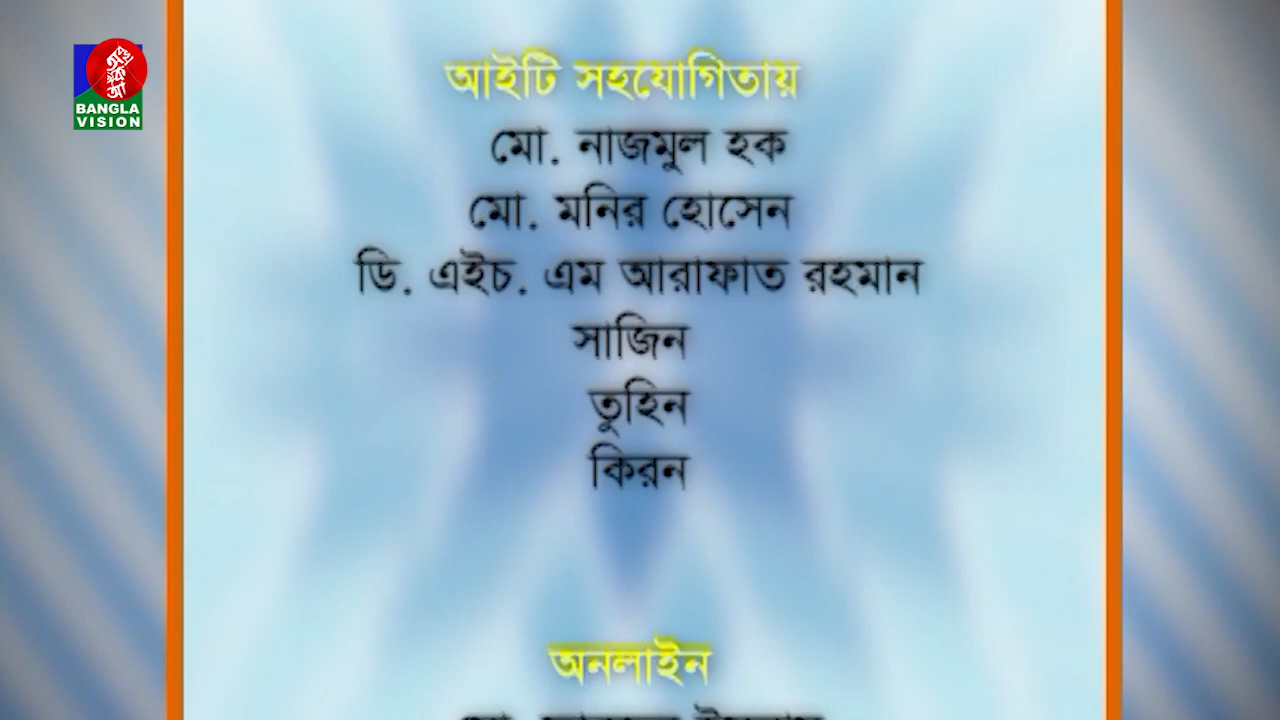 BANGLA
VISION
আইটি সহযোগিতায়
মো. নাজমুল হক
মো. মনির হোসেন
ডি. এইচ. এম আরাফাত রহমান
সাজিন
তুহিন
কিরন
অনলাইন